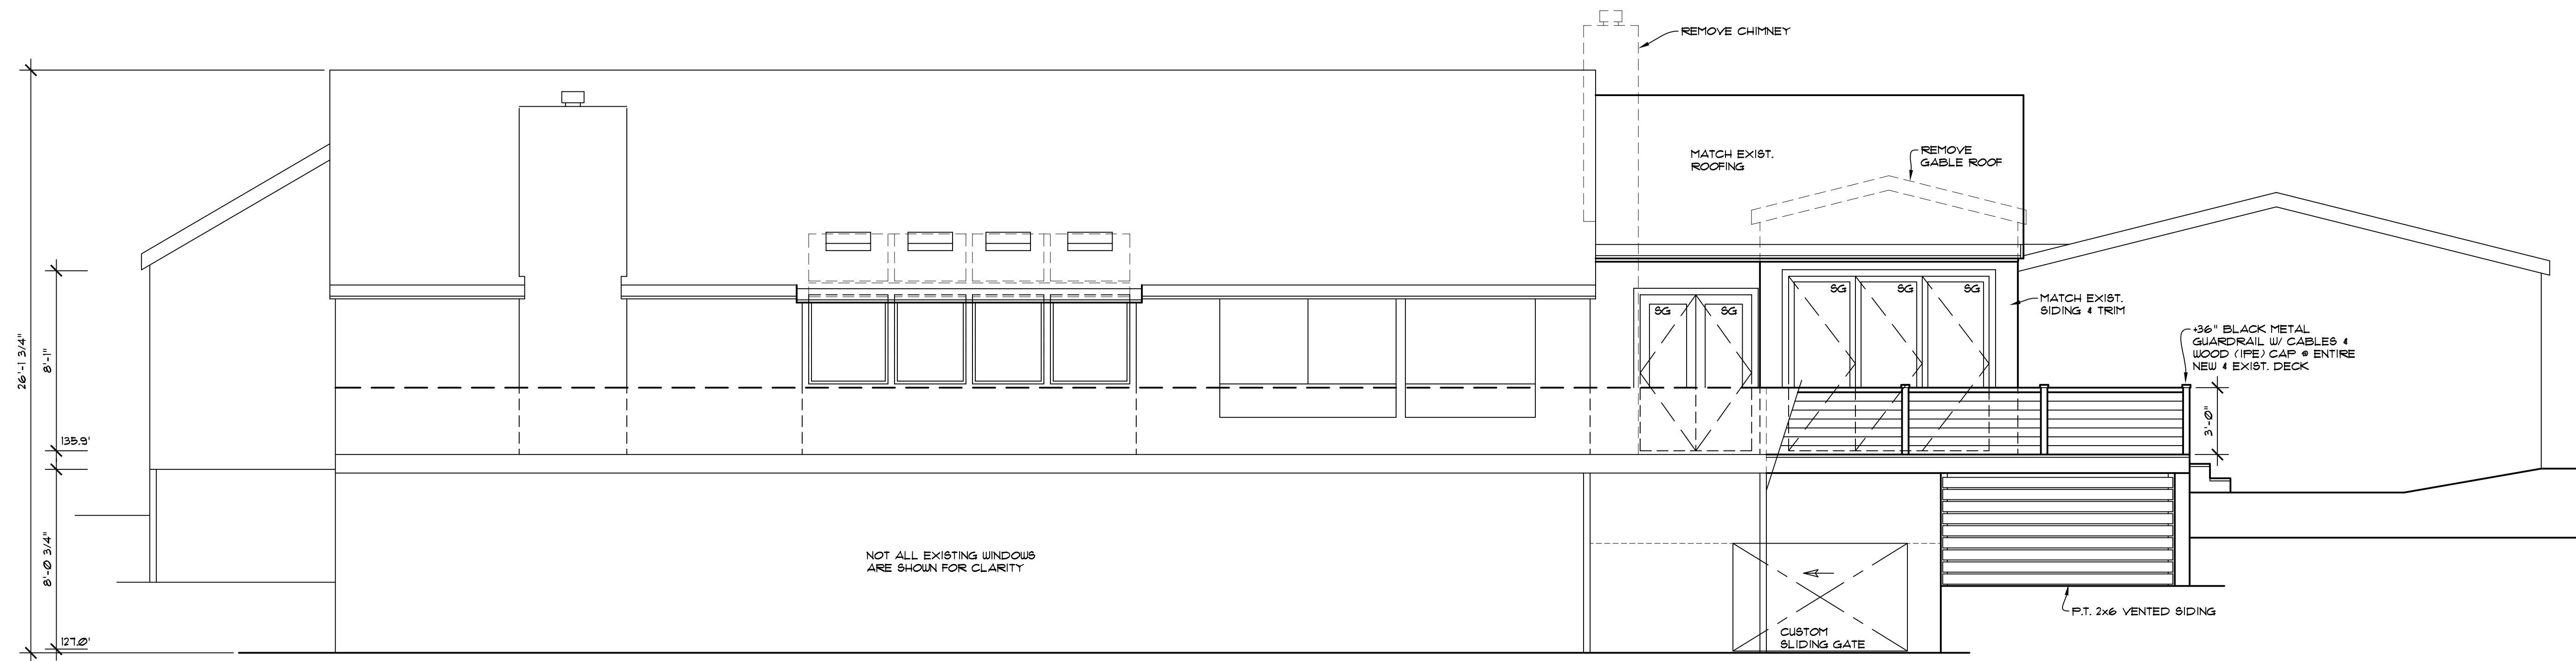 REMOVE CHIMNEY
MATCH EXIST.
ROOFING
REMOVE
GABLE ROOF
SG
SG
SG
SG
SG
MATCH EXIST.
SIDING & TRIM
+36" BLACK METAL
GUARDRAIL W/ CABLES &
WOOD (IPE) CAP @ ENTIRE
NEW & EXIST. DECK
26'-1 3/4"
8'-1"
3'-0"
135.9'
8'-0 3/4"
NOT ALL EXISTING WINDOWS
ARE SHOWN FOR CLARITY
P.T. 2x6 VENTED SIDING
CUSTOM
SLIDING GATE
127.0'